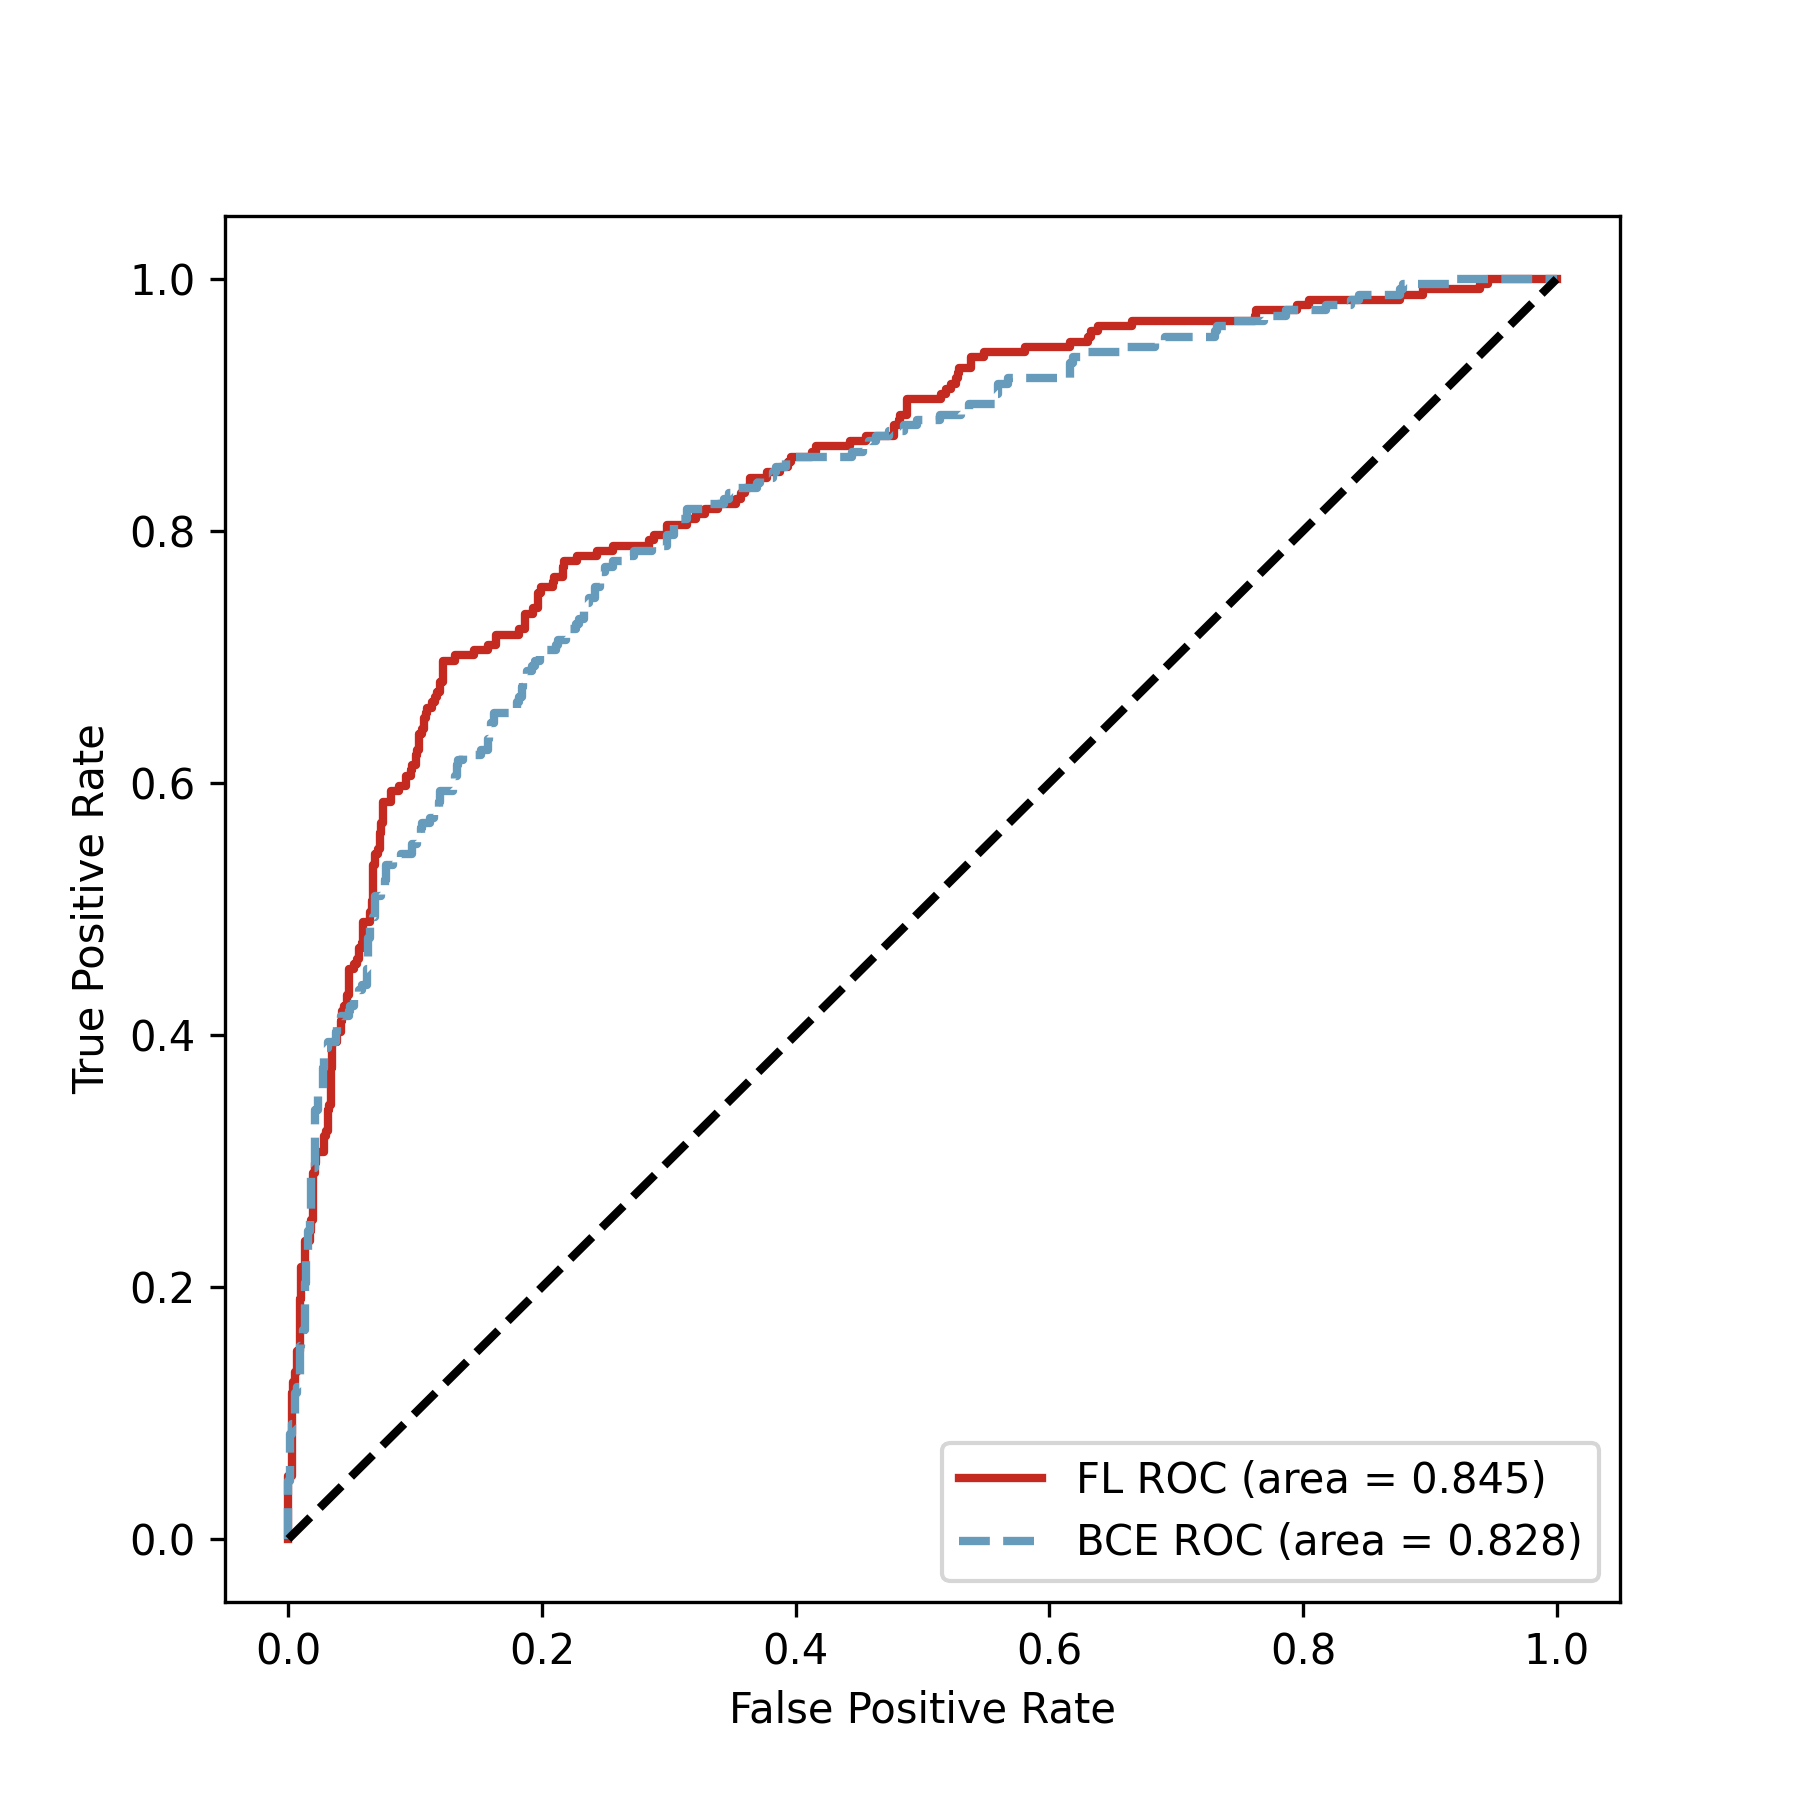 1.0
0.8
0.6
0.4
0.2
0.0
True Positive Rate
FL ROC (area = 0.845)
BCE ROC (area = 0.828)
0.0 0.2 0.4 0.6 0.8 1.0
False Positive Rate